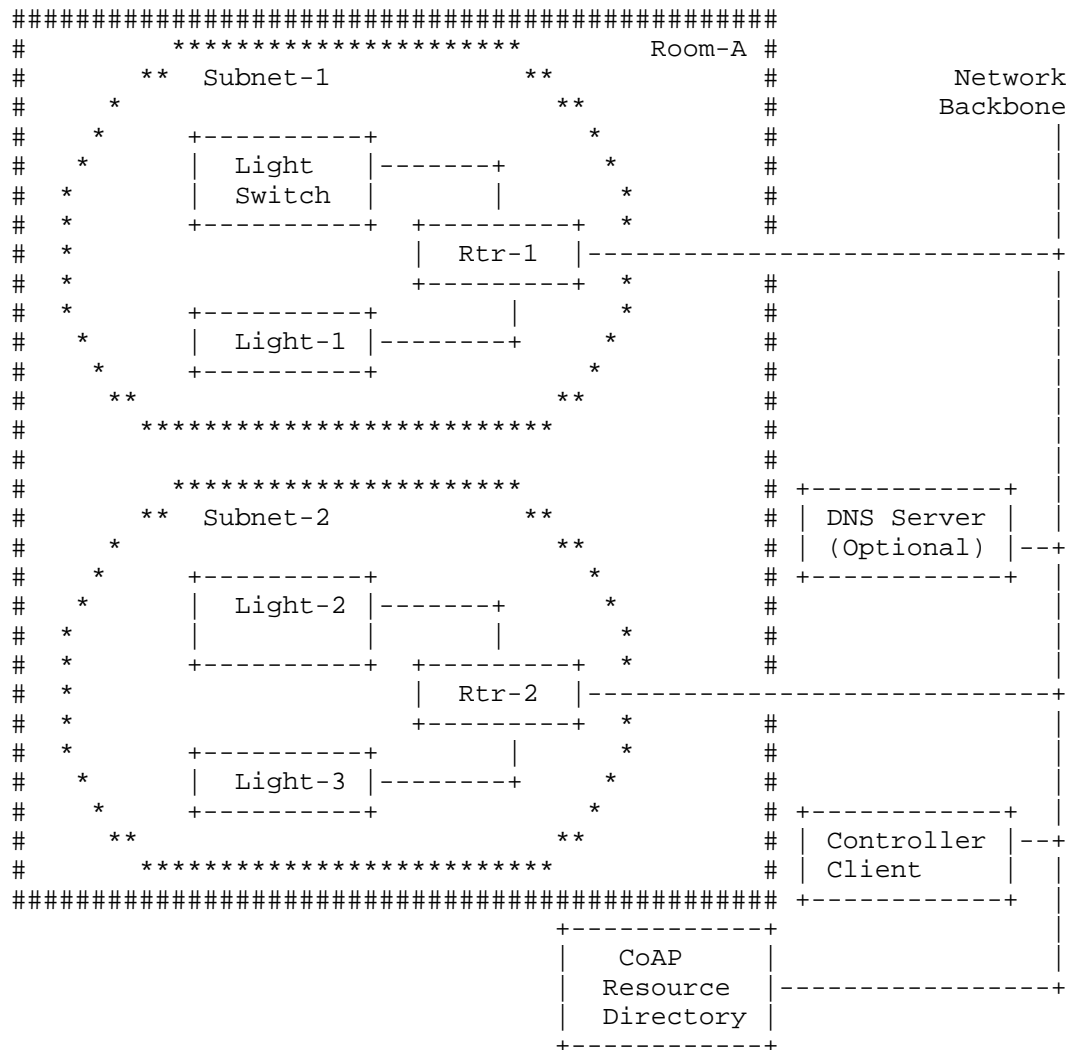 Room-A
Subnet-1 Network
Backbone
Light
Switch
Rtr-1
Light-1
Subnet-2 DNS Server
(Optional)
Light-2
Rtr-2
Light-3
Controller
Client
CoAP
Resource
Directory